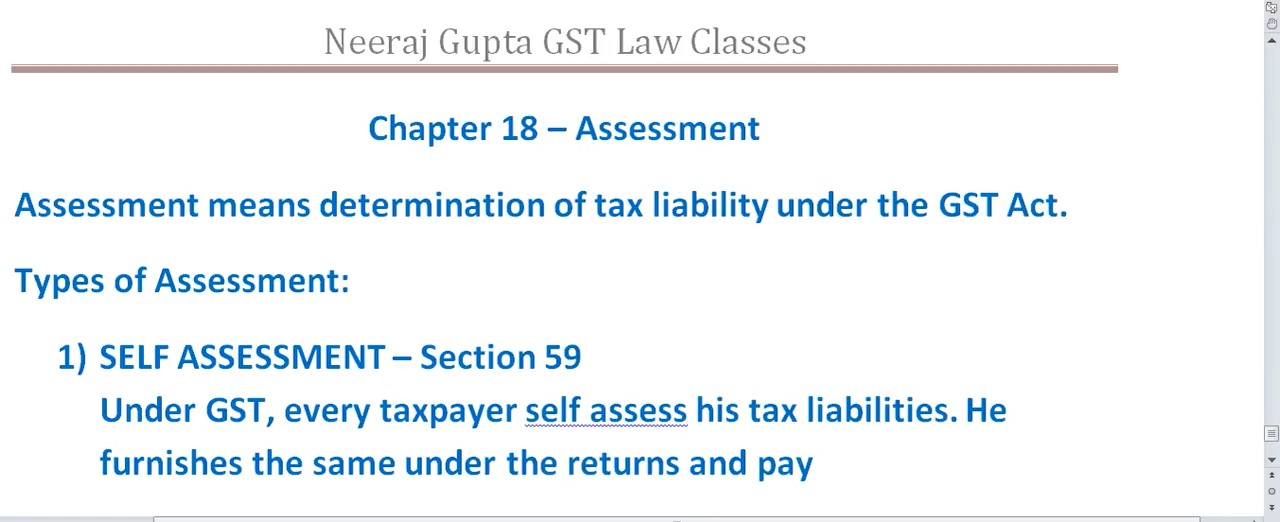 Neeraj Gupta GST Law Classes
Chapter 18 – Assessment
Assessment means determination of tax liability under the GST Act.
Types of Assessment:
1) SELF ASSESSMENT – Section 59
Under GST, every taxpayer self assess his tax liabilities. He
furnishes the same under the returns and pay